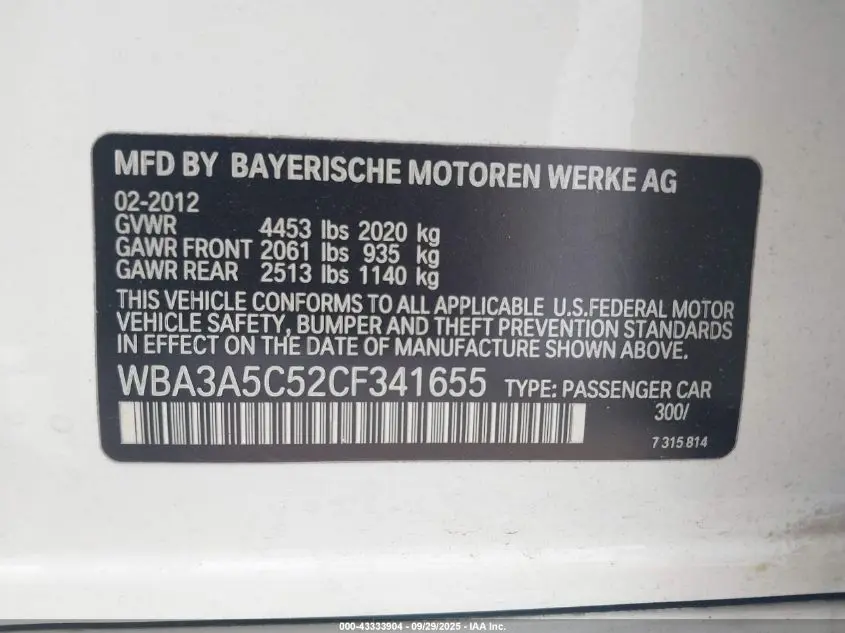 MFD BY BAYERISCHE MOTOREN WERKE AG
02-2012
GVWR 4453 lbs 2020 kg
GAWR FRONT 2061 lbs 935 kg
GAWR REAR 2513 lbs 1140 kg
THIS VEHICLE CONFORMS TO ALL APPLICABLE U.S.FEDERAL MOTOR
VEHICLE SAFETY, BUMPER AND THEFT PREVENTION STANDARDS
IN EFFECT ON THE DATE OF MANUFACTURE SHOWN ABOVE.
WBA3A5C52CF341655 TYPE: PASSENGER CAR
300/
7 315 814
000-43333904 - 09/29/2025 - IAA Inc.